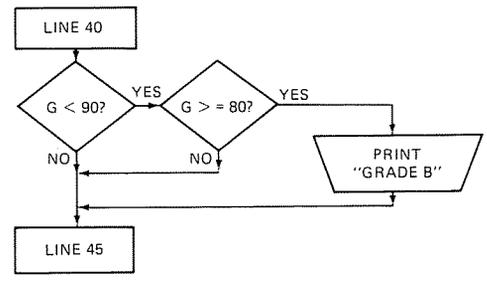 LINE 40
G < 90?
YES
G > = 80?
YES
NO
NO
PRINT
"GRADE B"
LINE 45